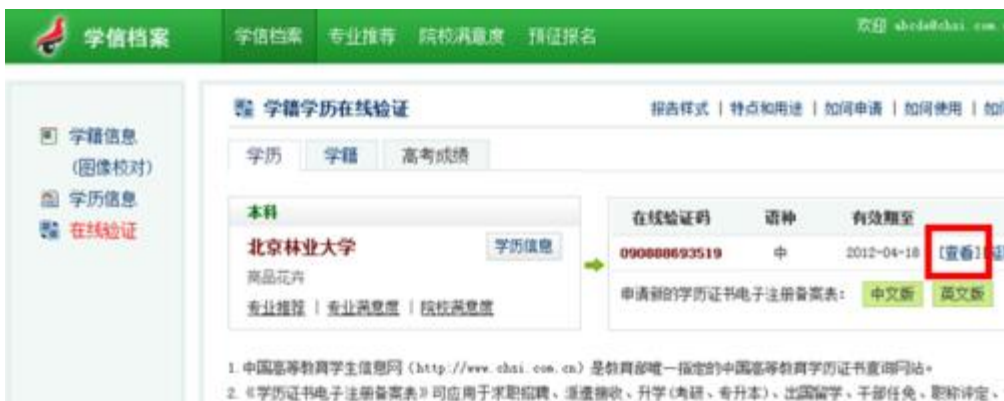 学信档案
学信档案 专业推荐 院校满意度 预征报名
欢迎 abcde@chsi.com.
学籍信息
(图像校对)
学历信息
在线验证
学籍学历在线验证
报告样式 | 特点和用途 | 如何申请 | 如何使用 | 如
学历 学籍 高考成绩
本科
北京林业大学 学历信息
商品花卉
专业推荐 | 专业满意度 | 院校满意度
在线验证码 语种 有效期至
090888693519 中 2012-04-18 [查看]
申请新的学历证书电子注册备案表: 中文版 英文版
1.中国高等教育学生信息网(http://www.chsi.com.cn)是教育部唯一指定的中国高等教育学历证书查询网站。
2.《学历证书电子注册备案表》可应用于求职招聘、派遣接收、升学(考研、专升本)、出国留学、干部任免、职称评定、